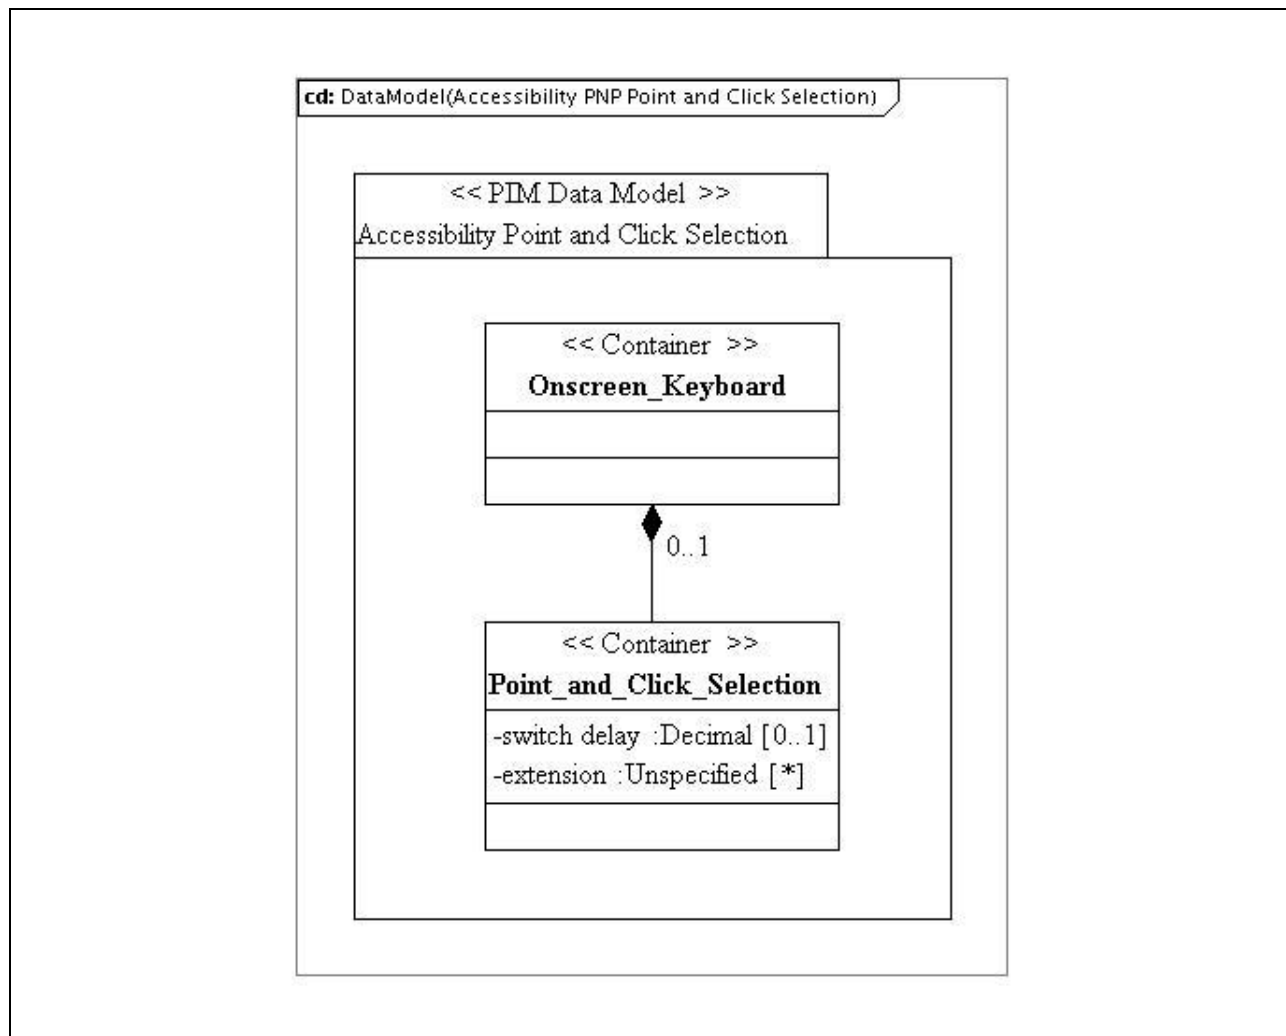 cd: DataModel(Accessibility PNP Point and Click Selection)
<< PIM Data Model >>
Accessibility Point and Click Selection
<< Container >>
Onscreen_Keyboard
0..1
<< Container >>
Point_and_Click_Selection
-switch delay :Decimal [0..1]
-extension :Unspecified [*]